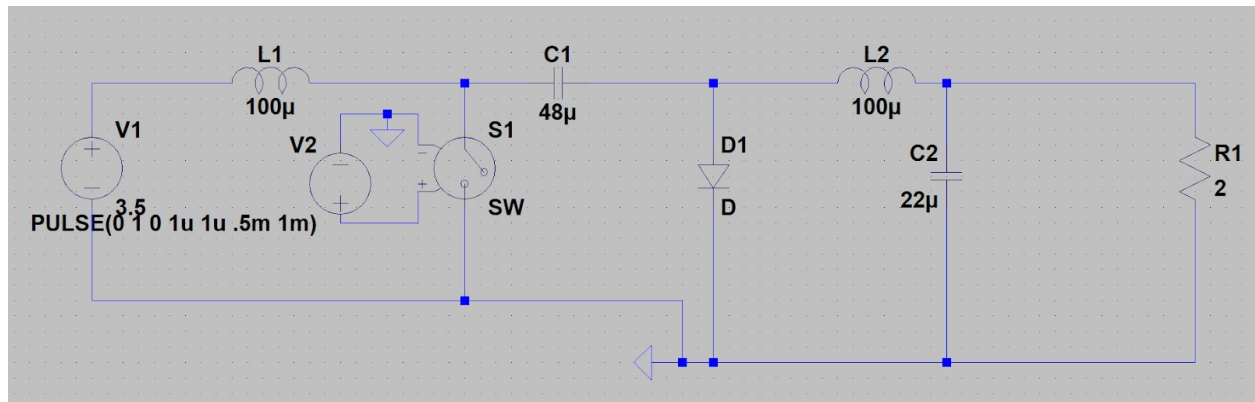 L1
100µ
C1
48µ
L2
100µ
V1
V2
S1
D1
C2
R1
3.5
SW
D
22µ
2
PULSE(0 1 0 1u 1u .5m 1m)